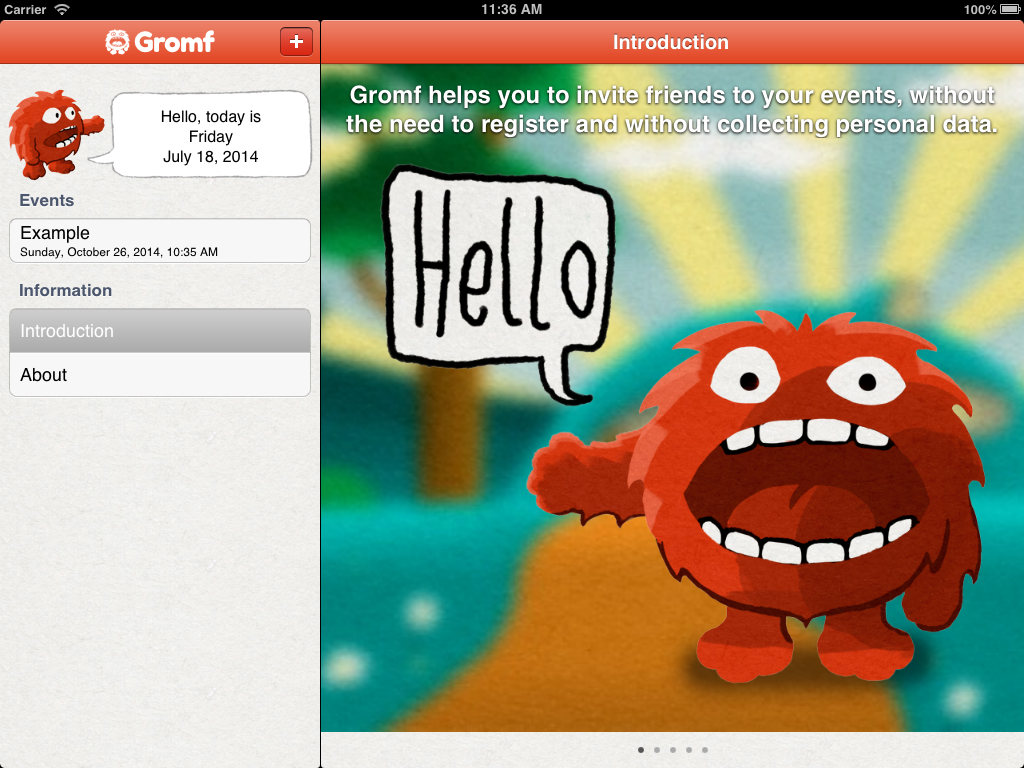 Carrier 11:36 AM 100%
Gromf +
Introduction
Hello, today is
Friday
July 18, 2014
Events
Example
Sunday, October 26, 2014, 10:35 AM
Information
Introduction
About
Gromf helps you to invite friends to your events, without
the need to register and without collecting personal data.
Hello